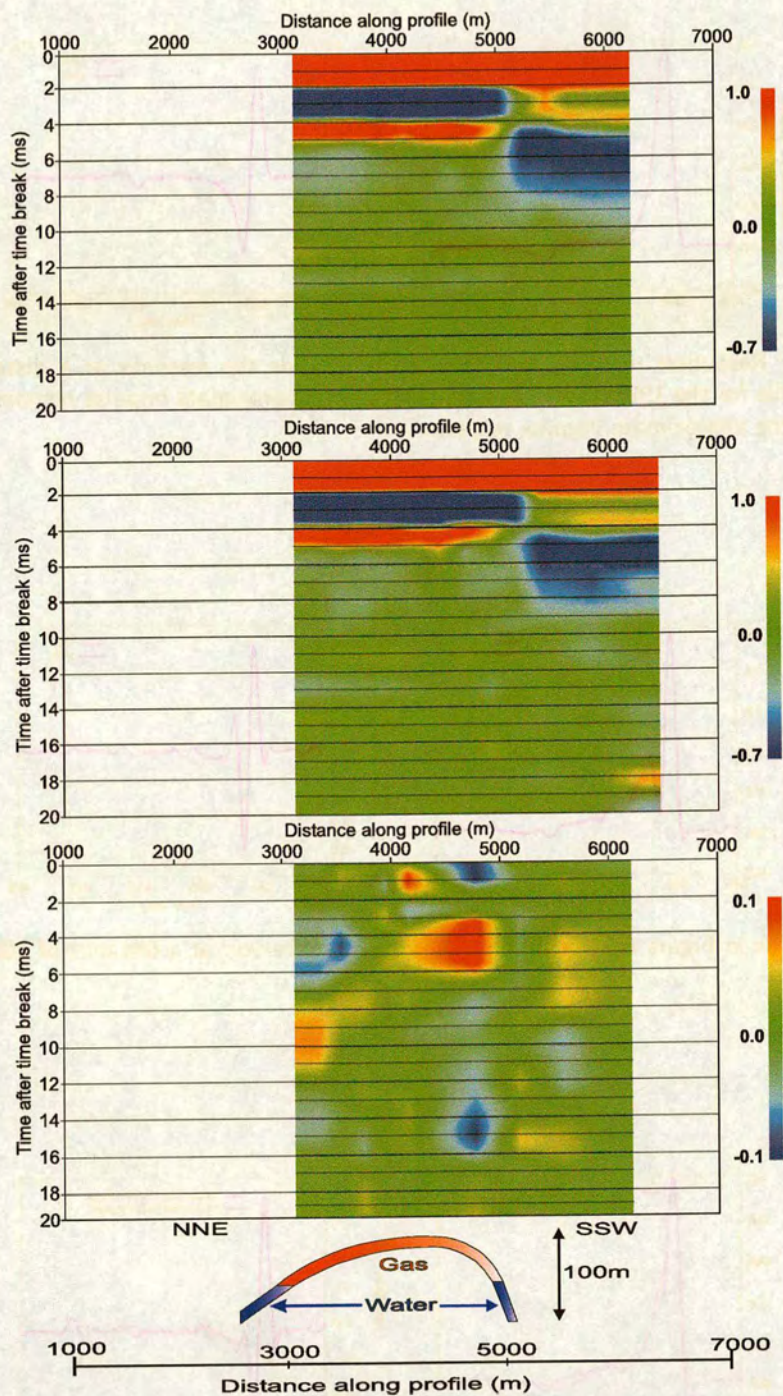 Distance along profile (m)
1000 2000 3000 4000 5000 6000 7000
Time after time break (ms)
0
2
4
6
8
10
12
14
16
18
20
1.0
0.0
-0.7
Distance along profile (m)
1000 2000 3000 4000 5000 6000 7000
Time after time break (ms)
0
2
4
6
8
10
12
14
16
18
20
1.0
0.0
-0.7
Distance along profile (m)
1000 2000 3000 4000 5000 6000 7000
Time after time break (ms)
0
2
4
6
8
10
12
14
16
18
20
0.1
0.0
-0.1
NNE SSW
Gas
Water
100m
1000 3000 5000 7000
Distance along profile (m)